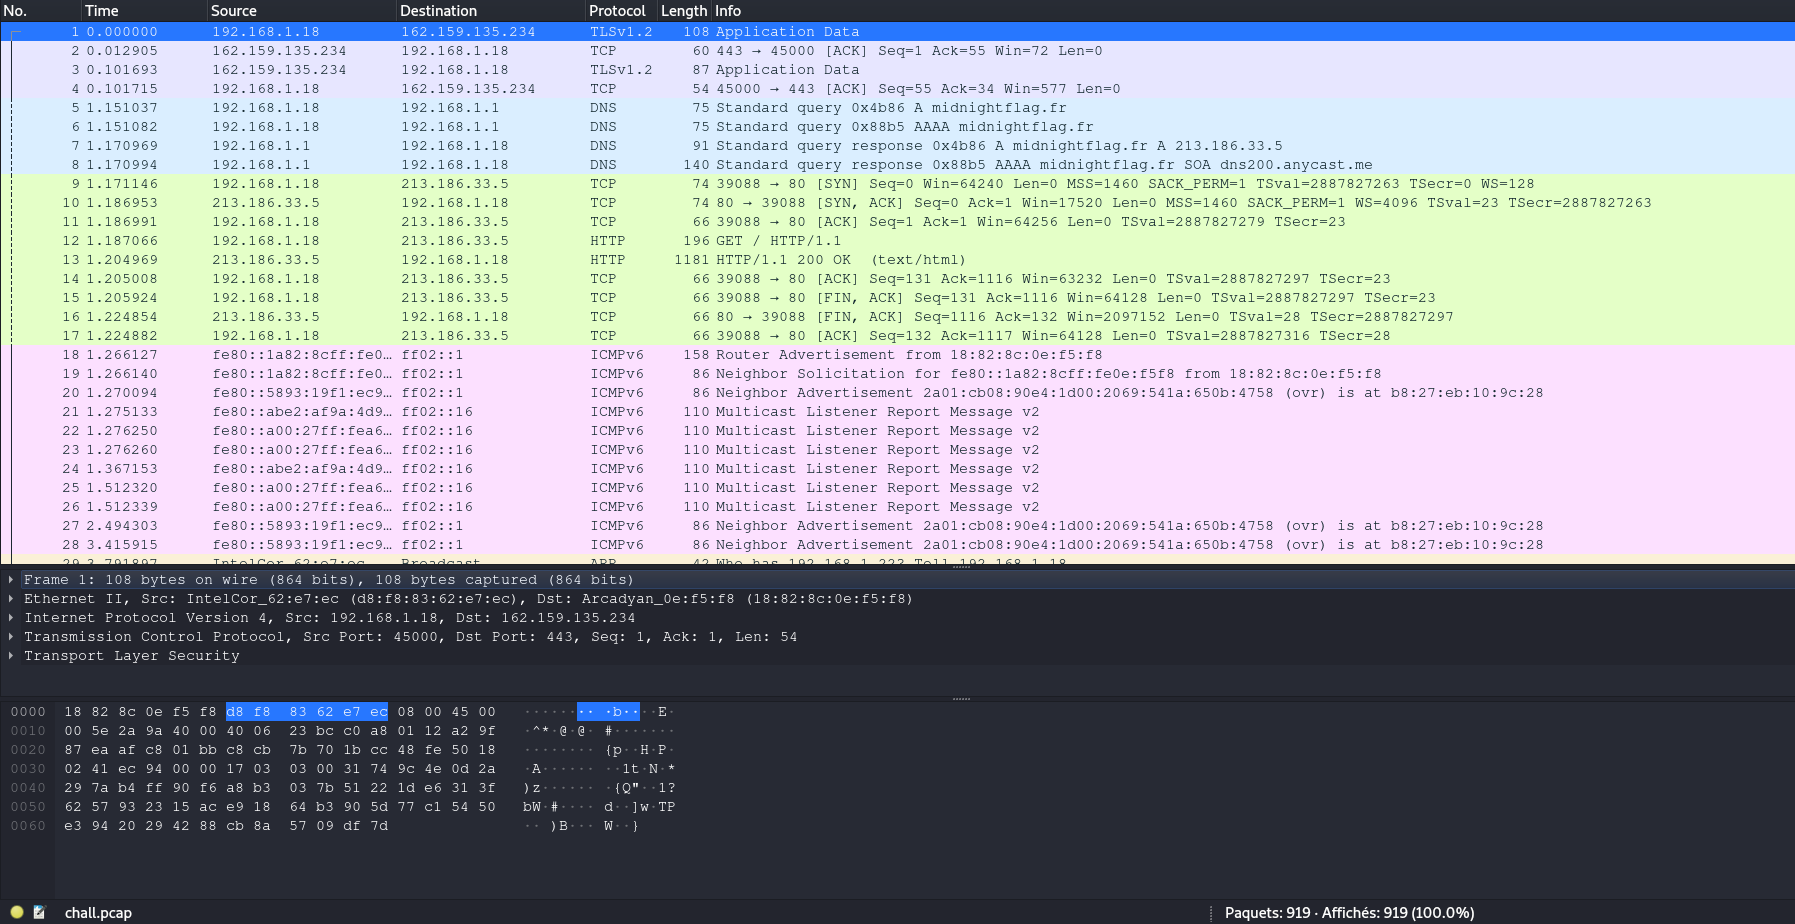 No. Time Source Destination Protocol Length Info
1 0.000000 192.168.1.18 162.159.135.234 TLSv1.2 108 Application Data
2 0.012905 162.159.135.234 192.168.1.18 TCP 60 443 → 45000 [ACK] Seq=1 Ack=55 Win=72 Len=0
3 0.101693 162.159.135.234 192.168.1.18 TLSv1.2 87 Application Data
4 0.101715 192.168.1.18 162.159.135.234 TCP 54 45000 → 443 [ACK] Seq=55 Ack=34 Win=577 Len=0
5 1.151037 192.168.1.18 192.168.1.1 DNS 75 Standard query 0x4b86 A midnightflag.fr
6 1.151082 192.168.1.18 192.168.1.1 DNS 75 Standard query 0x88b5 AAAA midnightflag.fr
7 1.170969 192.168.1.1 192.168.1.18 DNS 91 Standard query response 0x4b86 A midnightflag.fr A 213.186.33.5
8 1.170994 192.168.1.1 192.168.1.18 DNS 140 Standard query response 0x88b5 AAAA midnightflag.fr SOA dns200.anycast.me
9 1.171146 192.168.1.18 213.186.33.5 TCP 74 39088 → 80 [SYN] Seq=0 Win=64240 Len=0 MSS=1460 SACK_PERM=1 TSval=2887827263 TSecr=0 WS=128
10 1.186953 213.186.33.5 192.168.1.18 TCP 74 80 → 39088 [SYN, ACK] Seq=0 Ack=1 Win=17520 Len=0 MSS=1460 SACK_PERM=1 WS=4096 TSval=23 TSecr=2887827263
11 1.186991 192.168.1.18 213.186.33.5 TCP 66 39088 → 80 [ACK] Seq=1 Ack=1 Win=64256 Len=0 TSval=2887827279 TSecr=23
12 1.187066 192.168.1.18 213.186.33.5 HTTP 196 GET / HTTP/1.1
13 1.204969 213.186.33.5 192.168.1.18 HTTP 1181 HTTP/1.1 200 OK (text/html)
14 1.205008 192.168.1.18 213.186.33.5 TCP 66 39088 → 80 [ACK] Seq=131 Ack=1116 Win=63232 Len=0 TSval=2887827297 TSecr=23
15 1.205924 192.168.1.18 213.186.33.5 TCP 66 39088 → 80 [FIN, ACK] Seq=131 Ack=1116 Win=64128 Len=0 TSval=2887827297 TSecr=23
16 1.224854 213.186.33.5 192.168.1.18 TCP 66 80 → 39088 [FIN, ACK] Seq=1116 Ack=132 Win=2097152 Len=0 TSval=28 TSecr=2887827297
17 1.224882 192.168.1.18 213.186.33.5 TCP 66 39088 → 80 [ACK] Seq=132 Ack=1117 Win=64128 Len=0 TSval=2887827316 TSecr=28
18 1.266127 fe80::1a82:8cff:fe0… ff02::1 ICMPv6 158 Router Advertisement from 18:82:8c:0e:f5:f8
19 1.266140 fe80::1a82:8cff:fe0… ff02::1 ICMPv6 86 Neighbor Solicitation for fe80::1a82:8cff:fe0e:f5f8 from 18:82:8c:0e:f5:f8
20 1.270094 fe80::5893:19f1:ec9… ff02::1 ICMPv6 86 Neighbor Advertisement 2a01:cb08:90e4:1d00:2069:541a:650b:4758 (ovr) is at b8:27:eb:10:9c:28
21 1.275133 fe80::abe2:af9a:4d9… ff02::16 ICMPv6 110 Multicast Listener Report Message v2
22 1.276250 fe80::a00:27ff:fea6… ff02::16 ICMPv6 110 Multicast Listener Report Message v2
23 1.276260 fe80::a00:27ff:fea6… ff02::16 ICMPv6 110 Multicast Listener Report Message v2
24 1.367153 fe80::abe2:af9a:4d9… ff02::16 ICMPv6 110 Multicast Listener Report Message v2
25 1.512320 fe80::a00:27ff:fea6… ff02::16 ICMPv6 110 Multicast Listener Report Message v2
26 1.512339 fe80::a00:27ff:fea6… ff02::16 ICMPv6 110 Multicast Listener Report Message v2
27 2.494303 fe80::5893:19f1:ec9… ff02::1 ICMPv6 86 Neighbor Advertisement 2a01:cb08:90e4:1d00:2069:541a:650b:4758 (ovr) is at b8:27:eb:10:9c:28
28 3.415915 fe80::5893:19f1:ec9… ff02::1 ICMPv6 86 Neighbor Advertisement 2a01:cb08:90e4:1d00:2069:541a:650b:4758 (ovr) is at b8:27:eb:10:9c:28
29 3.791897 IntelCor_62:e7:ec Broadcast ARP 42 Who has 192.168.1.22? Tell 192.168.1.18
Frame 1: 108 bytes on wire (864 bits), 108 bytes captured (864 bits)
Ethernet II, Src: IntelCor_62:e7:ec (d8:f8:83:62:e7:ec), Dst: Arcadyan_0e:f5:f8 (18:82:8c:0e:f5:f8)
Internet Protocol Version 4, Src: 192.168.1.18, Dst: 162.159.135.234
Transmission Control Protocol, Src Port: 45000, Dst Port: 443, Seq: 1, Ack: 1, Len: 54
Transport Layer Security
0000 18 82 8c 0e f5 f8 d8 f8 83 62 e7 ec 08 00 45 00 ·········b····E·
0010 00 5e 2a 9a 40 00 40 06 23 bc c0 a8 01 12 a2 9f ·^*·@·@·#·······
0020 87 ea af c8 01 bb c8 cb 7b 70 1b cc 48 fe 50 18 ········{p··H·P·
0030 02 41 ec 94 00 00 17 03 03 00 31 74 9c 4e 0d 2a ·A········1t·N·*
0040 29 7a b4 ff 90 f6 a8 b3 03 7b 51 22 1d e6 31 3f )z·······{Q"··1?
0050 62 57 93 23 15 ac e9 18 64 b3 90 5d 77 c1 54 50 bW·#····d··]w·TP
0060 e3 94 20 29 42 88 cb 8a 57 09 df 7d ·· )B···W··}
chall.pcap Paquets: 919 · Affichés: 919 (100.0%)